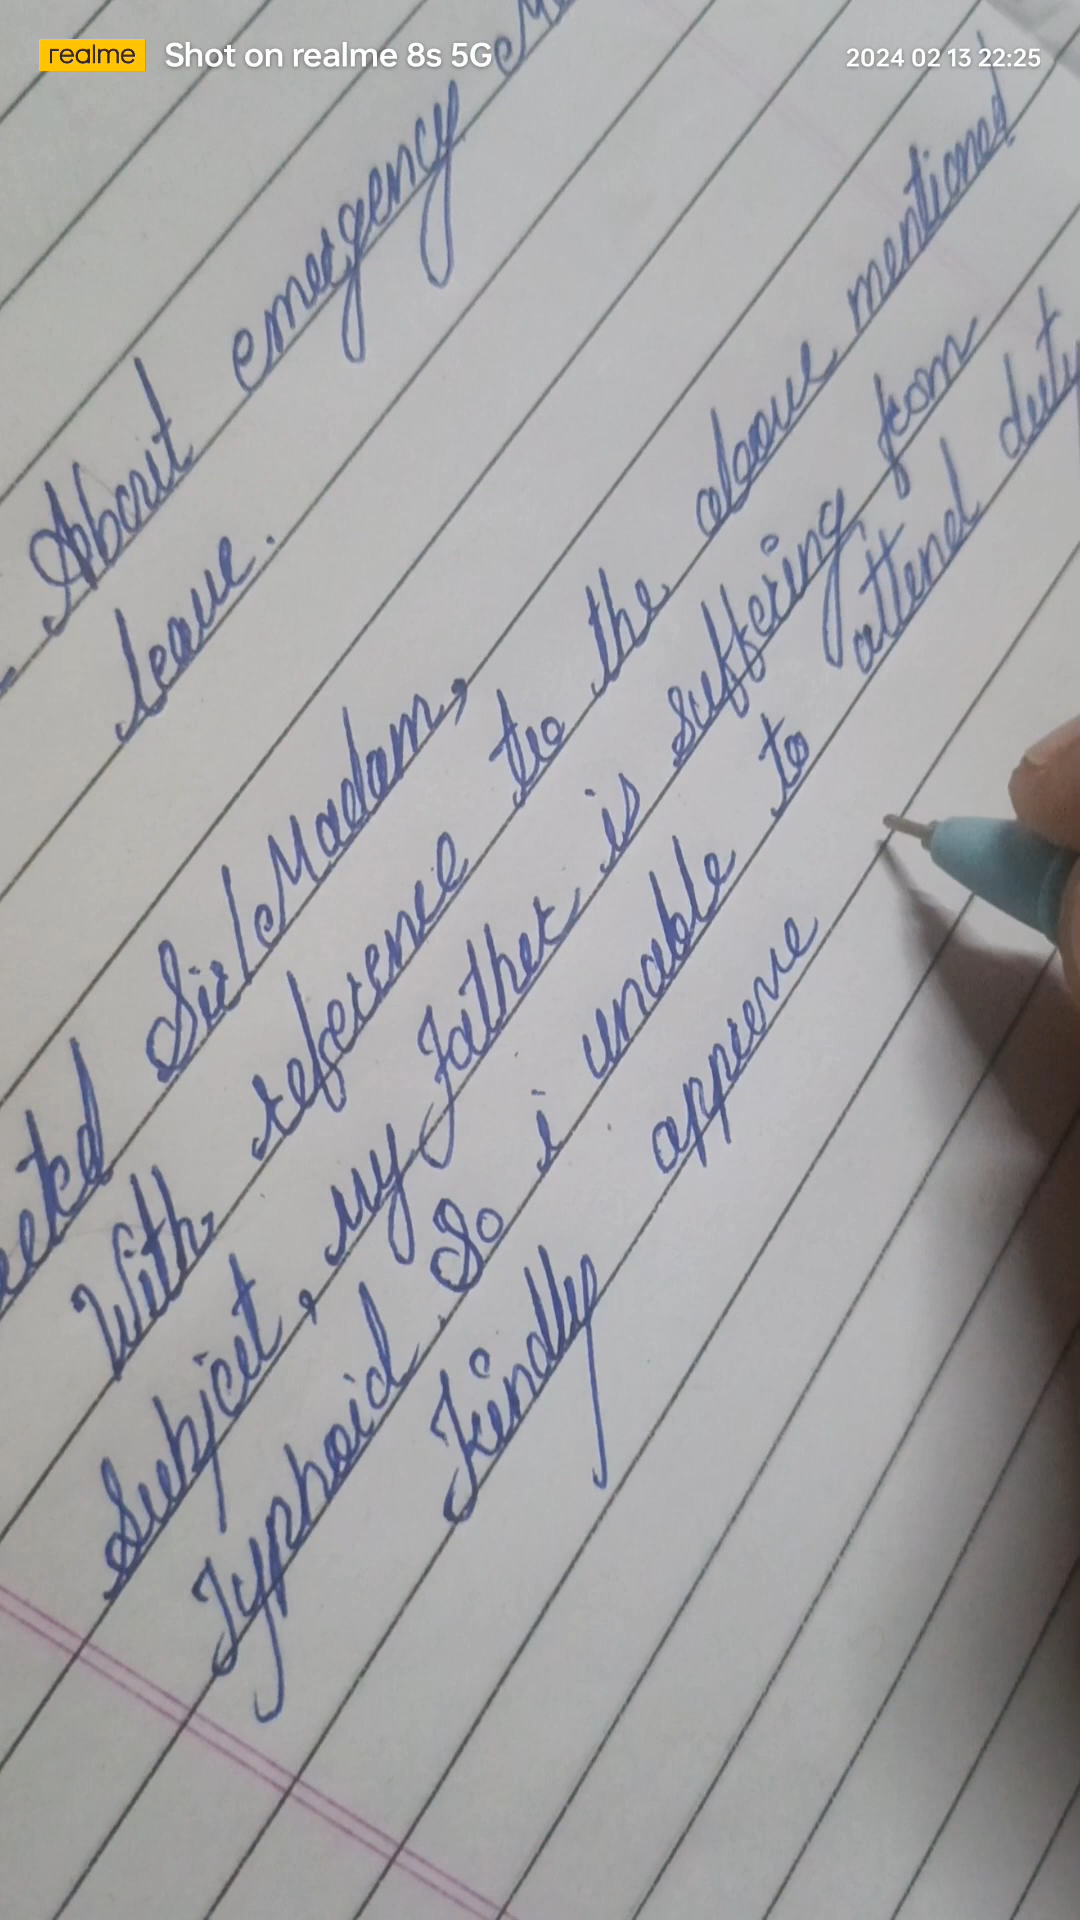 realme Shot on realme 8s 5G
2024 02 13 22:25
About emergency
leave.
Sir/Madam,
With reference to the above mentioned
Subject, my Father is suffering from
Typhoid. So i unable to attend duty
Kindly approve